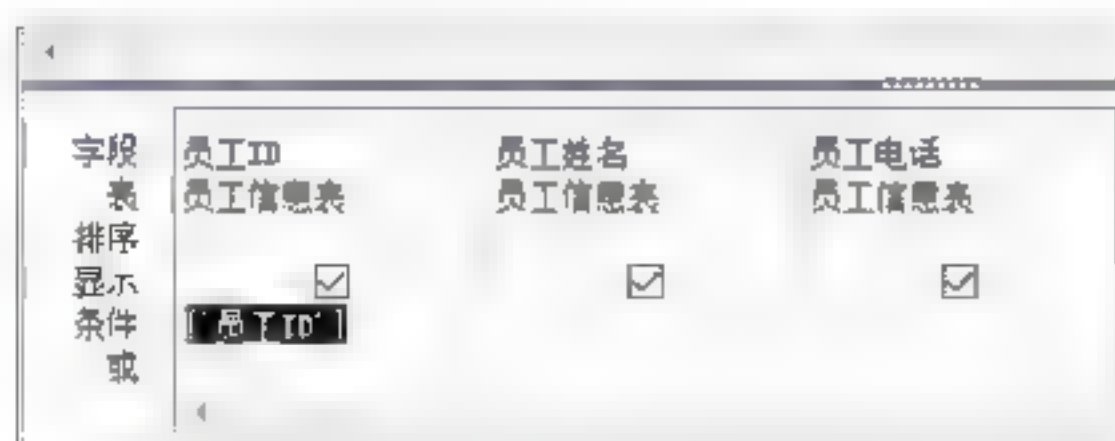 字段 员工ID 员工姓名 员工电话
表 员工信息表 员工信息表 员工信息表
排序
显示
条件 ["员工ID"]
或